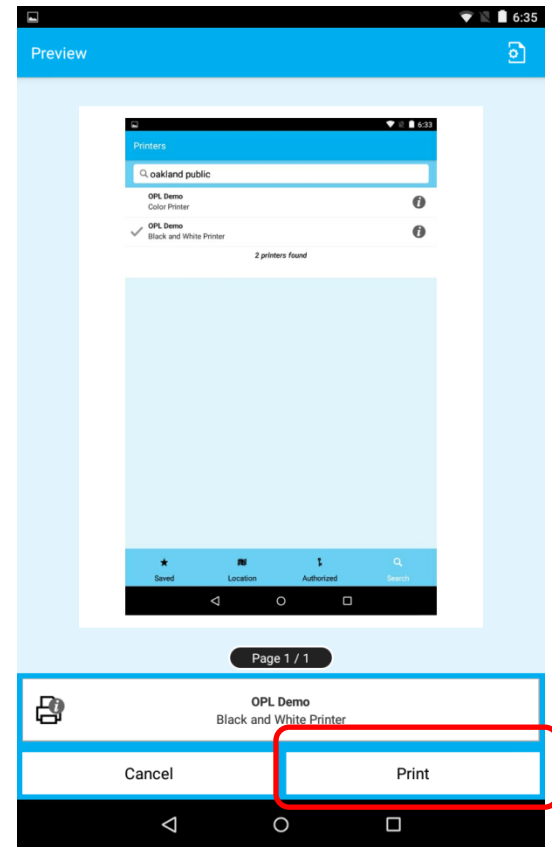 6:35
Preview
6:33
Printers
oakland public
OPL Demo
Color Printer
OPL Demo
Black and White Printer
2 printers found
Saved Location Authorized Search
Page 1 / 1
OPL Demo
Black and White Printer
Cancel Print